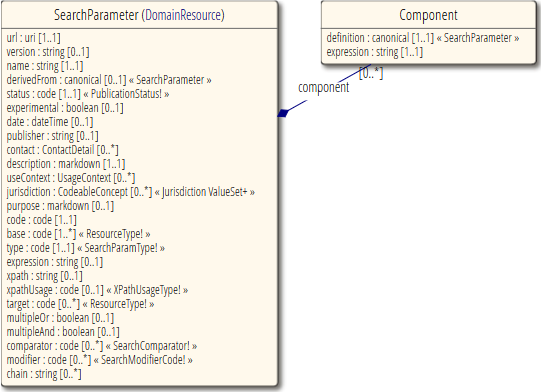 SearchParameter (DomainResource)
url : uri [1..1]
version : string [0..1]
name : string [1..1]
derivedFrom : canonical [0..1] « SearchParameter »
status : code [1..1] « PublicationStatus! »
experimental : boolean [0..1]
date : dateTime [0..1]
publisher : string [0..1]
contact : ContactDetail [0..*]
description : markdown [1..1]
useContext : UsageContext [0..*]
jurisdiction : CodeableConcept [0..*] « Jurisdiction ValueSet+ »
purpose : markdown [0..1]
code : code [1..1]
base : code [1..*] « ResourceType! »
type : code [1..1] « SearchParamType! »
expression : string [0..1]
xpath : string [0..1]
xpathUsage : code [0..1] « XPathUsageType! »
target : code [0..*] « ResourceType! »
multipleOr : boolean [0..1]
multipleAnd : boolean [0..1]
comparator : code [0..*] « SearchComparator! »
modifier : code [0..*] « SearchModifierCode! »
chain : string [0..*]
Component
definition : canonical [1..1] « SearchParameter »
expression : string [1..1]
[0..*]
component